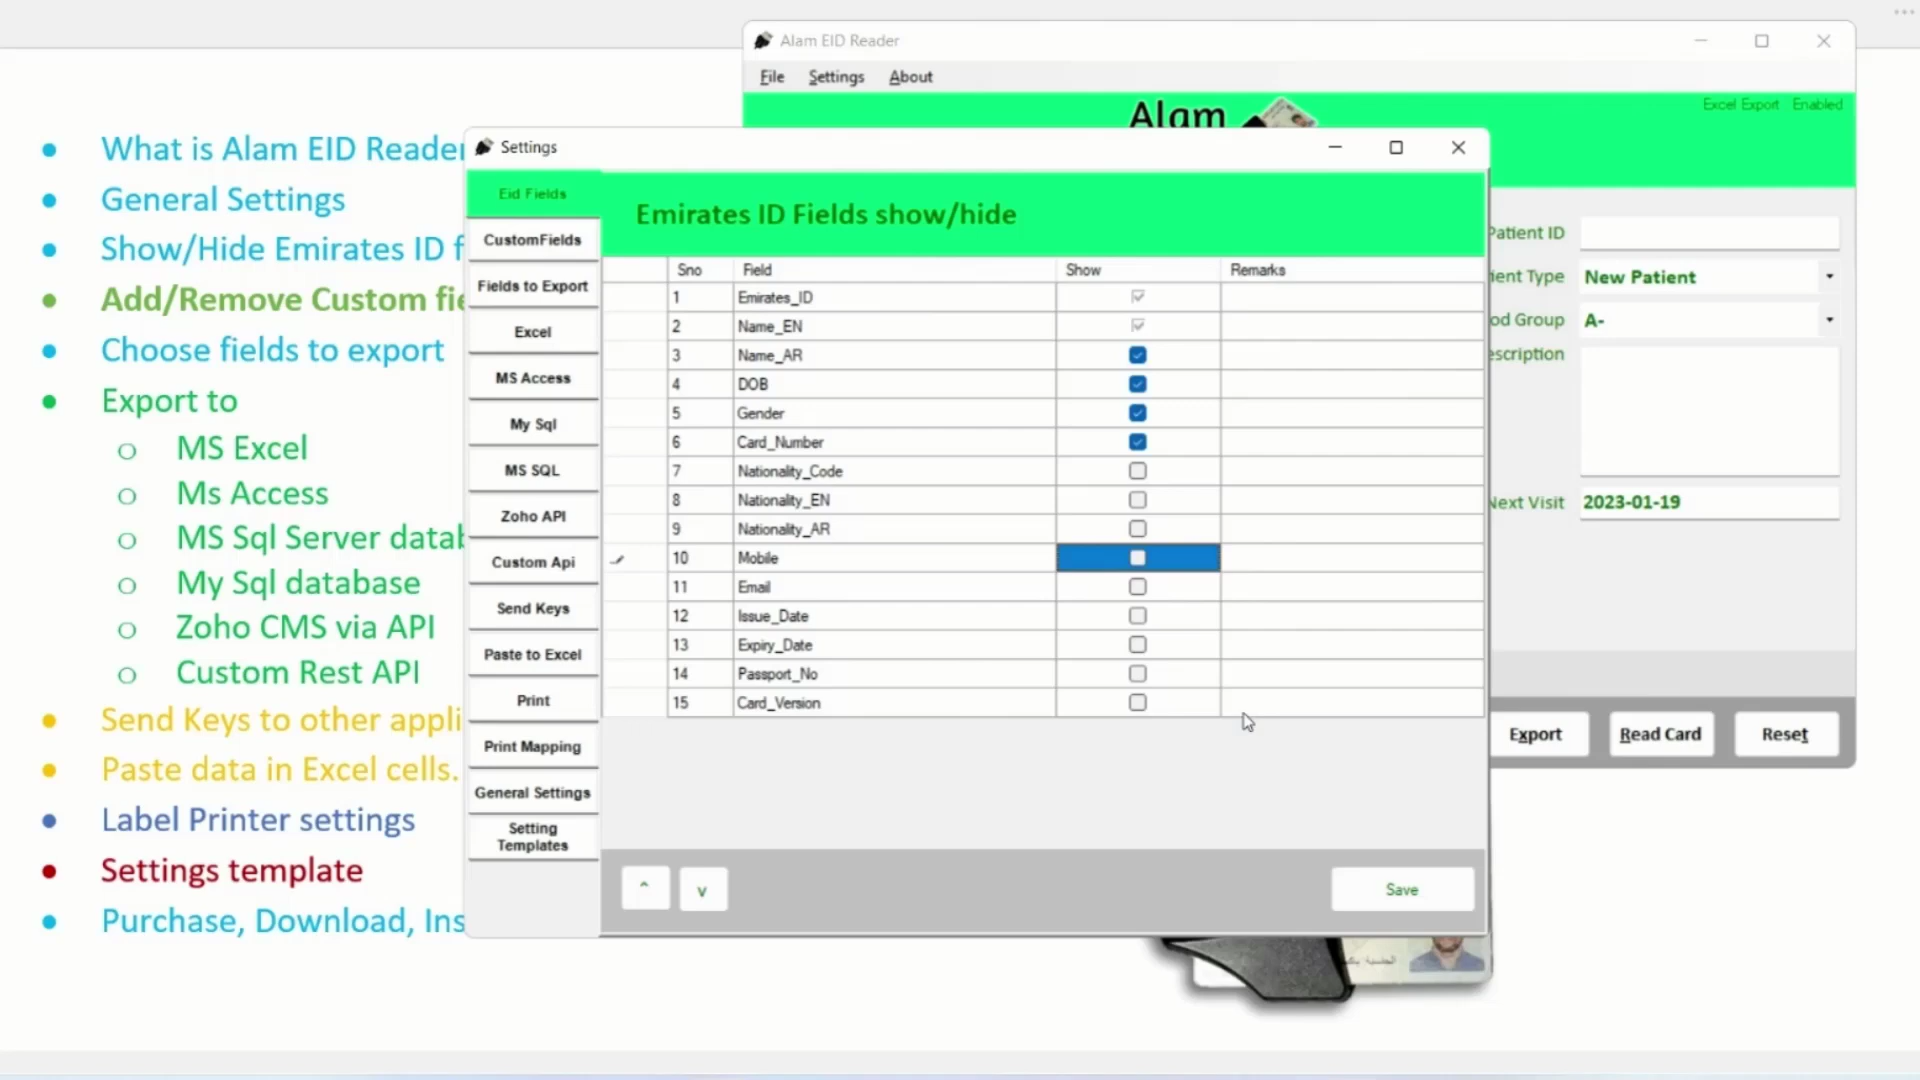 Alam EID Reader
File Settings About
Excel Export Enabled
Alam
What is Alam EID Reader
General Settings
Show/Hide Emirates ID f
Add/Remove Custom fie
Choose fields to export
Export to
MS Excel
Ms Access
MS Sql Server datab
My Sql database
Zoho CMS via API
Custom Rest API
Send Keys to other appli
Paste data in Excel cells.
Label Printer settings
Settings template
Purchase, Download, Ins
Settings
Eid Fields
CustomFields
Fields to Export
Excel
MS Access
My Sql
MS SQL
Zoho API
Custom Api
Send Keys
Paste to Excel
Print
Print Mapping
General Settings
Setting
Templates
Emirates ID Fields show/hide
Sno Field Show Remarks
1 Emirates_ID
2 Name_EN
3 Name_AR
4 DOB
5 Gender
6 Card_Number
7 Nationality_Code
8 Nationality_EN
9 Nationality_AR
10 Mobile
11 Email
12 Issue_Date
13 Expiry_Date
14 Passport_No
15 Card_Version
^ v Save
Patient ID
ient Type New Patient
od Group A-
escription
Next Visit 2023-01-19
Export Read Card Reset